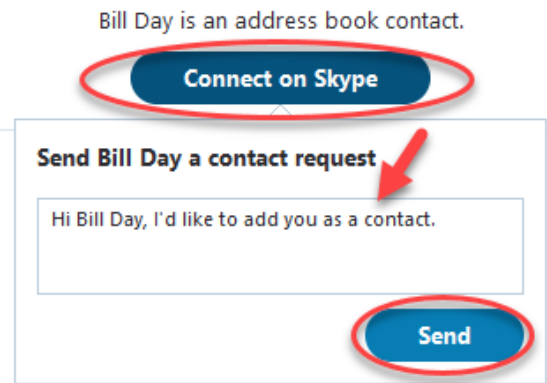 Bill Day is an address book contact.
Connect on Skype
Send Bill Day a contact request
Hi Bill Day, I'd like to add you as a contact.
Send